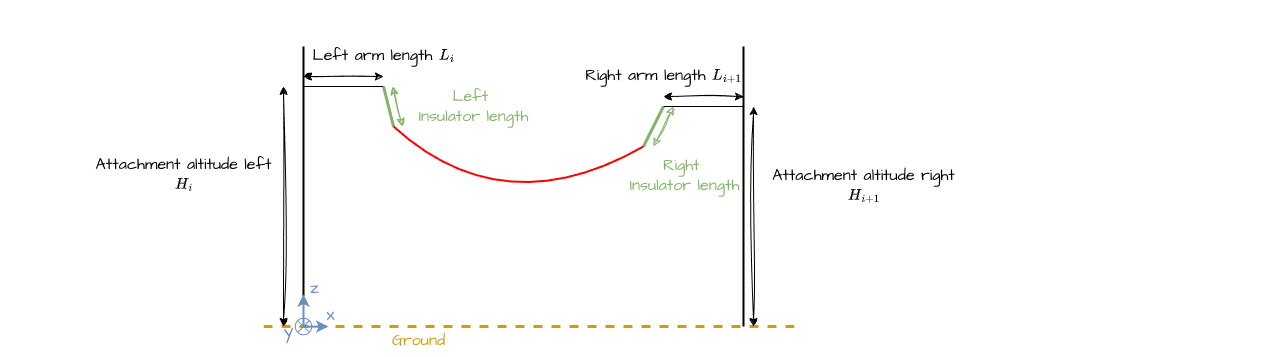 Left arm length L_i
Right arm length L_{i+1}
Left
Insulator length
Attachment altitude left
H_i
Right
Insulator length
Attachment altitude right
H_{i+1}
z
x
y
Ground